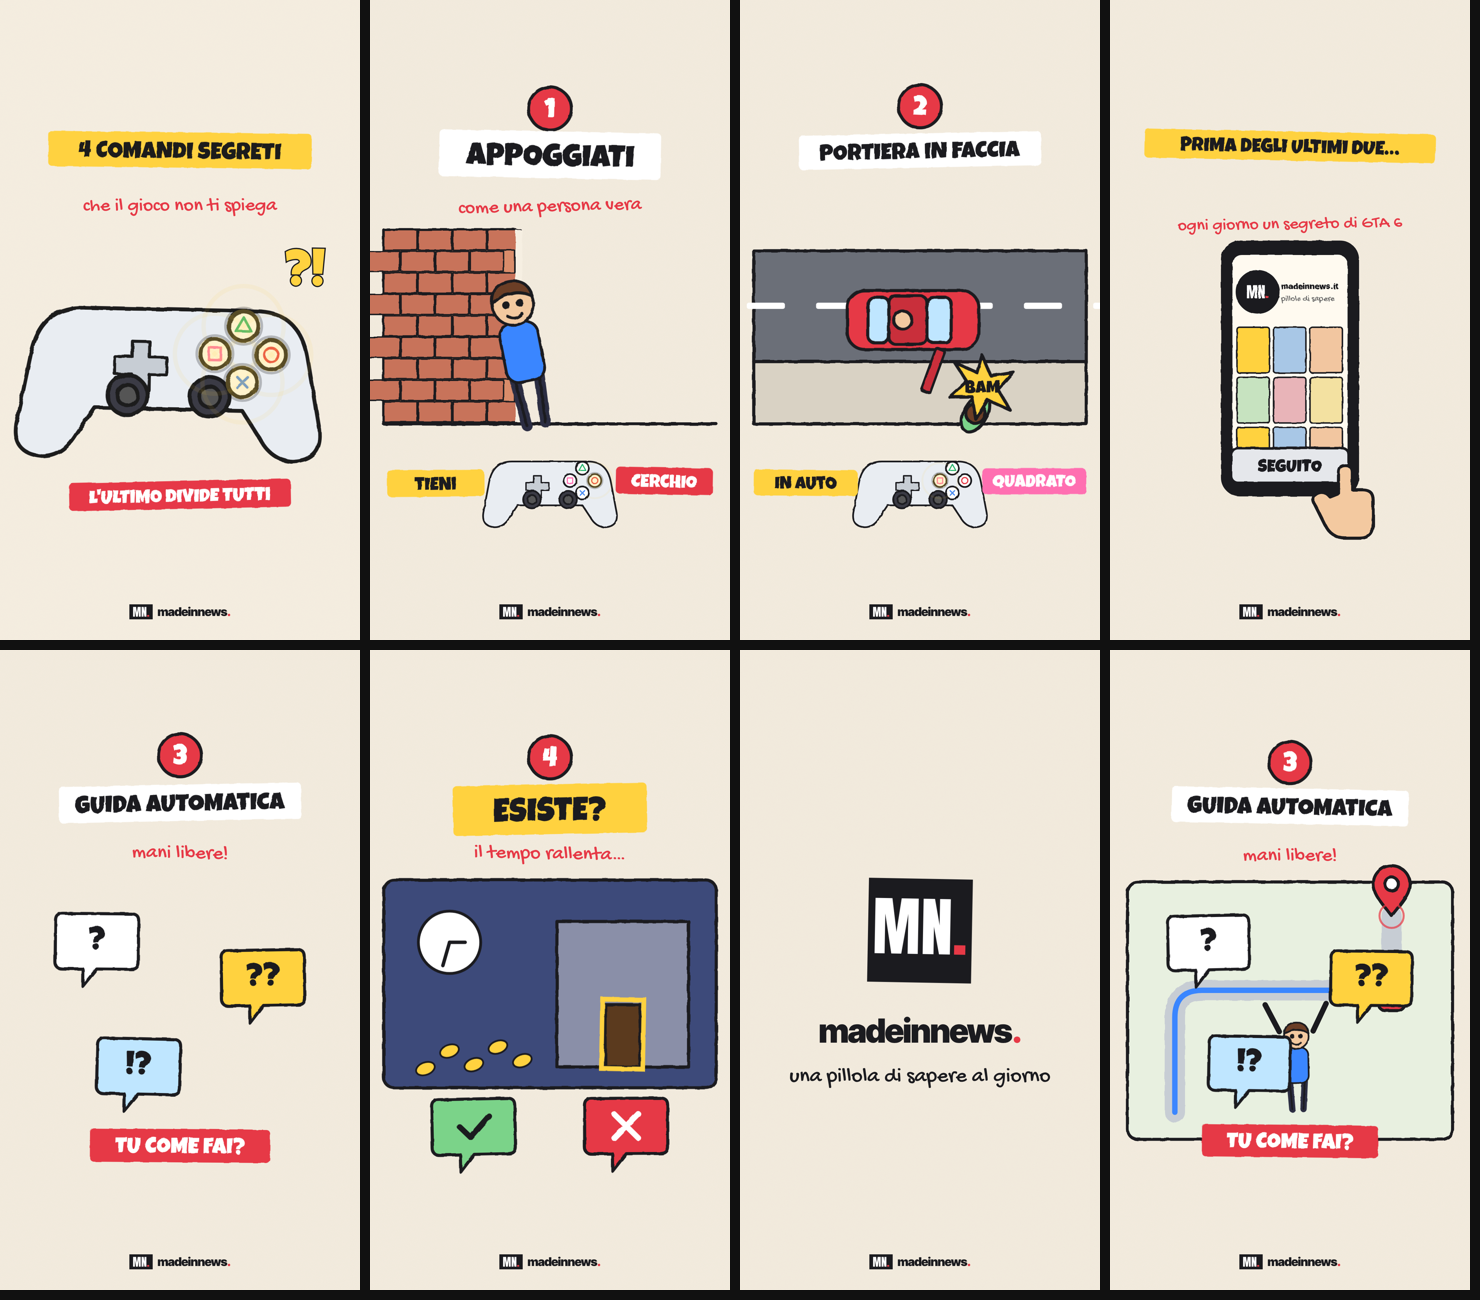 4 COMANDI SEGRETI
che il gioco non ti spiega
?!
L'ULTIMO DIVIDE TUTTI
MN. madeinnews.
1
APPOGGIATI
come una persona vera
TIENI
CERCHIO
MN. madeinnews.
2
PORTIERA IN FACCIA
BAM
IN AUTO
QUADRATO
MN. madeinnews.
PRIMA DEGLI ULTIMI DUE...
ogni giorno un segreto di GTA 6
MN.
madeinnews.it
pillole di sapere
SEGUITO
MN. madeinnews.
3
GUIDA AUTOMATICA
mani libere!
?
??
!?
TU COME FAI?
MN. madeinnews.
4
ESISTE?
il tempo rallenta...
MN. madeinnews.
MN.
madeinnews.
una pillola di sapere al giorno
MN. madeinnews.
3
GUIDA AUTOMATICA
mani libere!
?
??
!?
TU COME FAI?
MN. madeinnews.